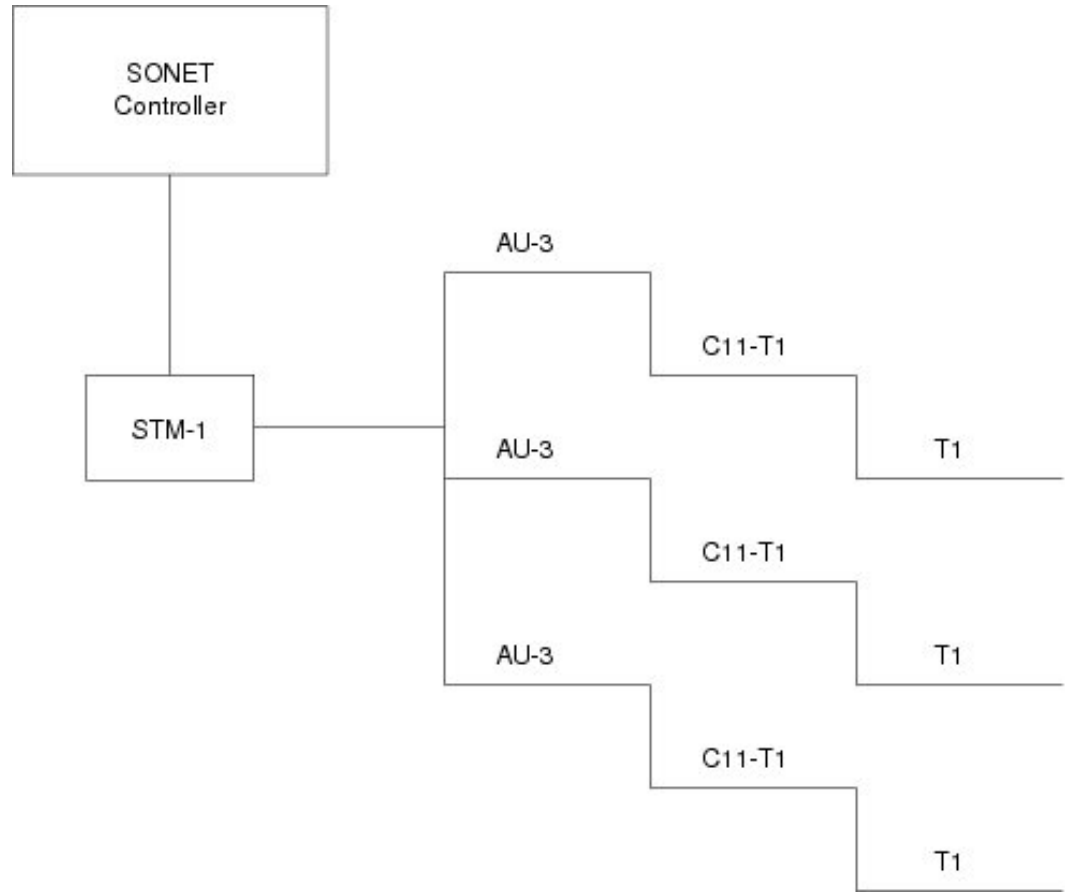 SONET
Controller
AU-3
C11-T1
STM-1
AU-3
T1
C11-T1
AU-3
T1
C11-T1
T1